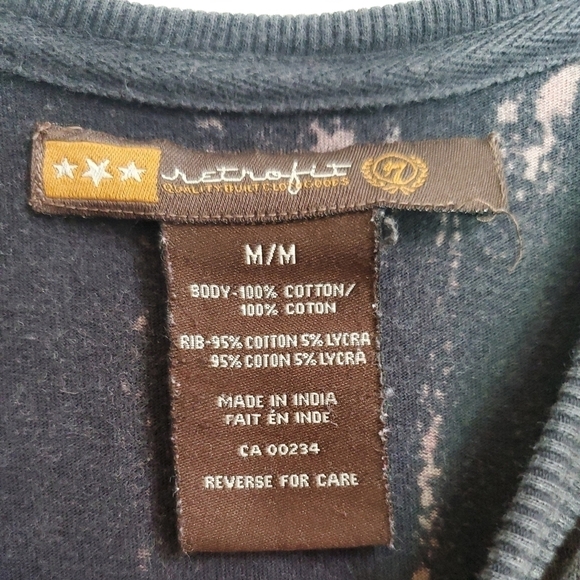 retrofit
QUALITY BUILT CLOTH GOODS
M/M
BODY-100% COTTON/
100% COTON
RIB-95% COTTON 5% LYCRA
95% COTON 5% LYCRA
MADE IN INDIA
FAIT ÉN INDE
CA 00234
REVERSE FOR CARE